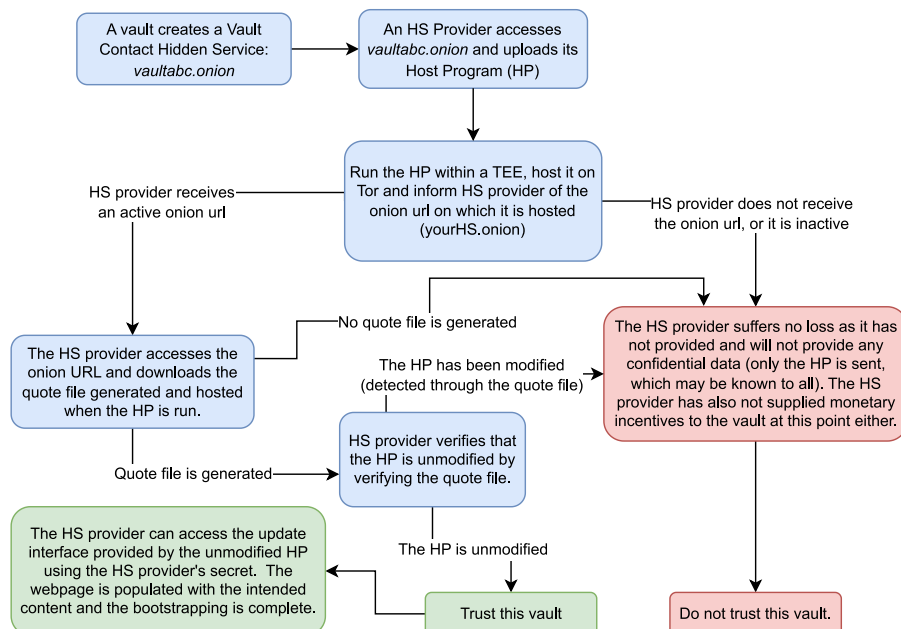 A vault creates a Vault
Contact Hidden Service:
vaultabc.onion
An HS Provider accesses
vaultabc.onion and uploads its
Host Program (HP)
Run the HP within a TEE, host it on
Tor and inform HS provider of the
onion url on which it is hosted
(yourHS.onion)
HS provider receives
an active onion url
HS provider does not receive
the onion url, or it is inactive
No quote file is generated
The HS provider accesses the
onion URL and downloads the
quote file generated and hosted
when the HP is run.
The HP has been modified
(detected through the quote file)
The HS provider suffers no loss as it has
not provided and will not provide any
confidential data (only the HP is sent,
which may be known to all). The HS
provider has also not supplied monetary
incentives to the vault at this point either.
Quote file is generated
HS provider verifies that
the HP is unmodified by
verifying the quote file.
The HP is unmodified
The HS provider can access the update
interface provided by the unmodified HP
using the HS provider's secret. The
webpage is populated with the intended
content and the bootstrapping is complete.
Trust this vault
Do not trust this vault.